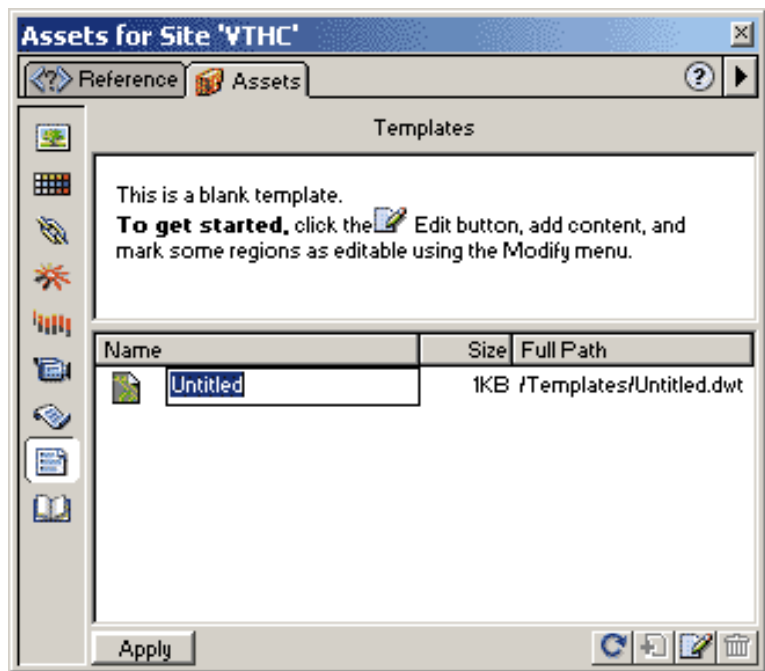 Assets for Site 'VTHC'
Reference Assets
Templates
This is a blank template.
To get started, click the Edit button, add content, and
mark some regions as editable using the Modify menu.
Name Size Full Path
Untitled 1KB /Templates/Untitled.dwt
Apply